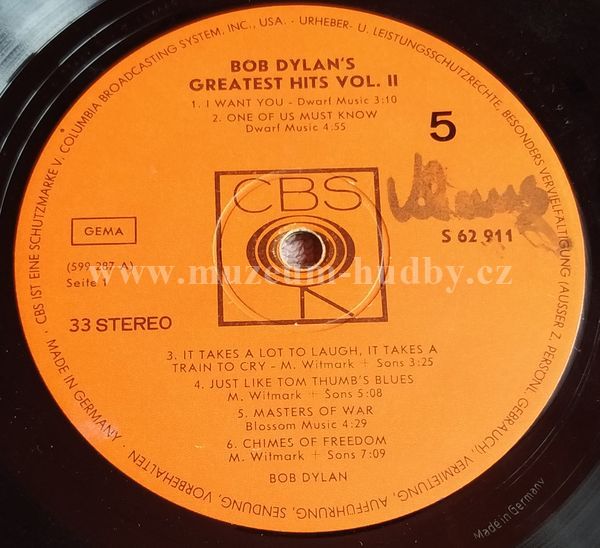 CBS IST EINE SCHUTZMARKE V. COLUMBIA BROADCASTING SYSTEM, INC., USA. · URHEBER- U. LEISTUNGSSCHUTZRECHTE, BESONDERS VERVIELFÄLTIGUNG (AUSSER Z. PERSÖNL. GEBRAUCH), VERMIETUNG, AUFFÜHRUNG, SENDUNG, VORBEHALTEN · MADE IN GERMANY ·
BOB DYLAN'S
GREATEST HITS VOL. II
1. I WANT YOU - Dwarf Music 3:10
2. ONE OF US MUST KNOW
Dwarf Music 4:55
5
CBS
GEMA
S 62 911
(599 287 A)
Seite 1
www.muzeum-hudby.cz
33 STEREO
3. IT TAKES A LOT TO LAUGH, IT TAKES A
TRAIN TO CRY - M. Witmark + Sons 3:25
4. JUST LIKE TOM THUMB'S BLUES
M. Witmark + Sons 5:08
5. MASTERS OF WAR
Blossom Music 4:29
6. CHIMES OF FREEDOM
M. Witmark + Sons 7:09
BOB DYLAN
Made in Germany